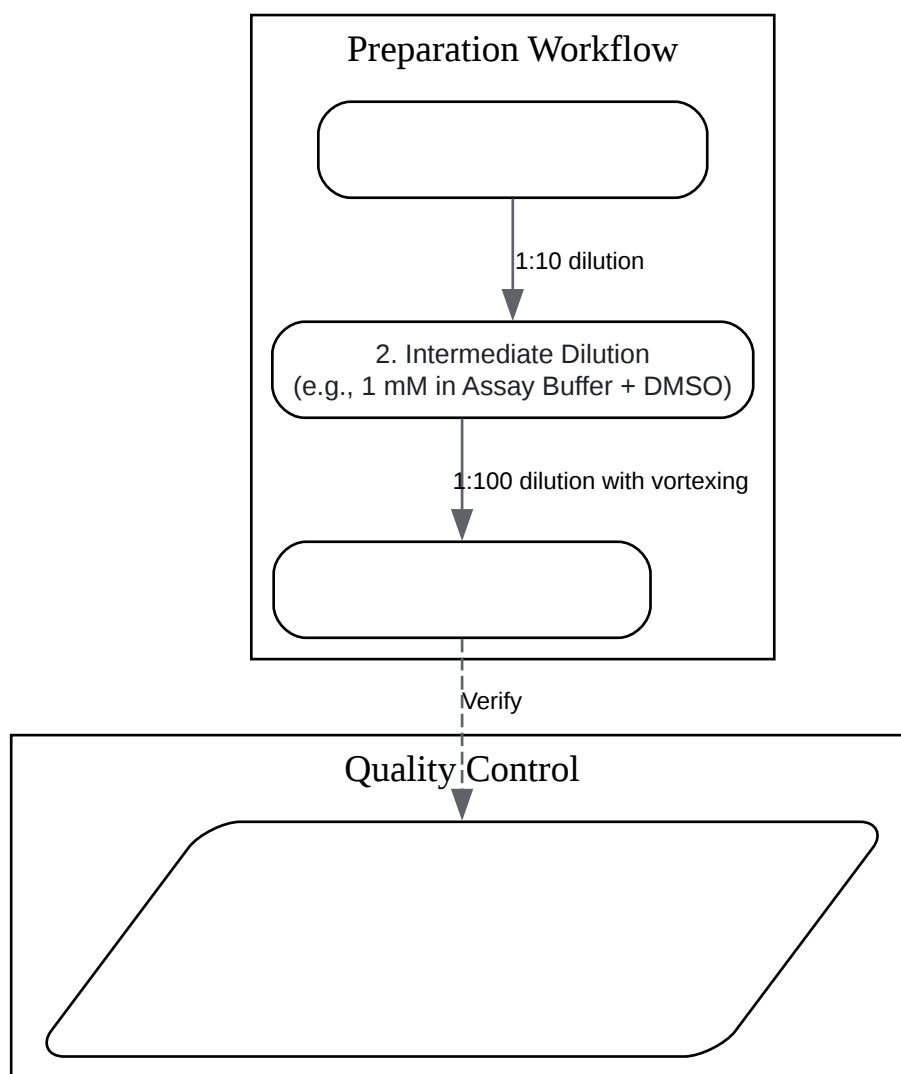 Preparation Workflow
1:10 dilution
2. Intermediate Dilution
(e.g., 1 mM in Assay Buffer + DMSO)
1:100 dilution with vortexing
Verify
Quality Control